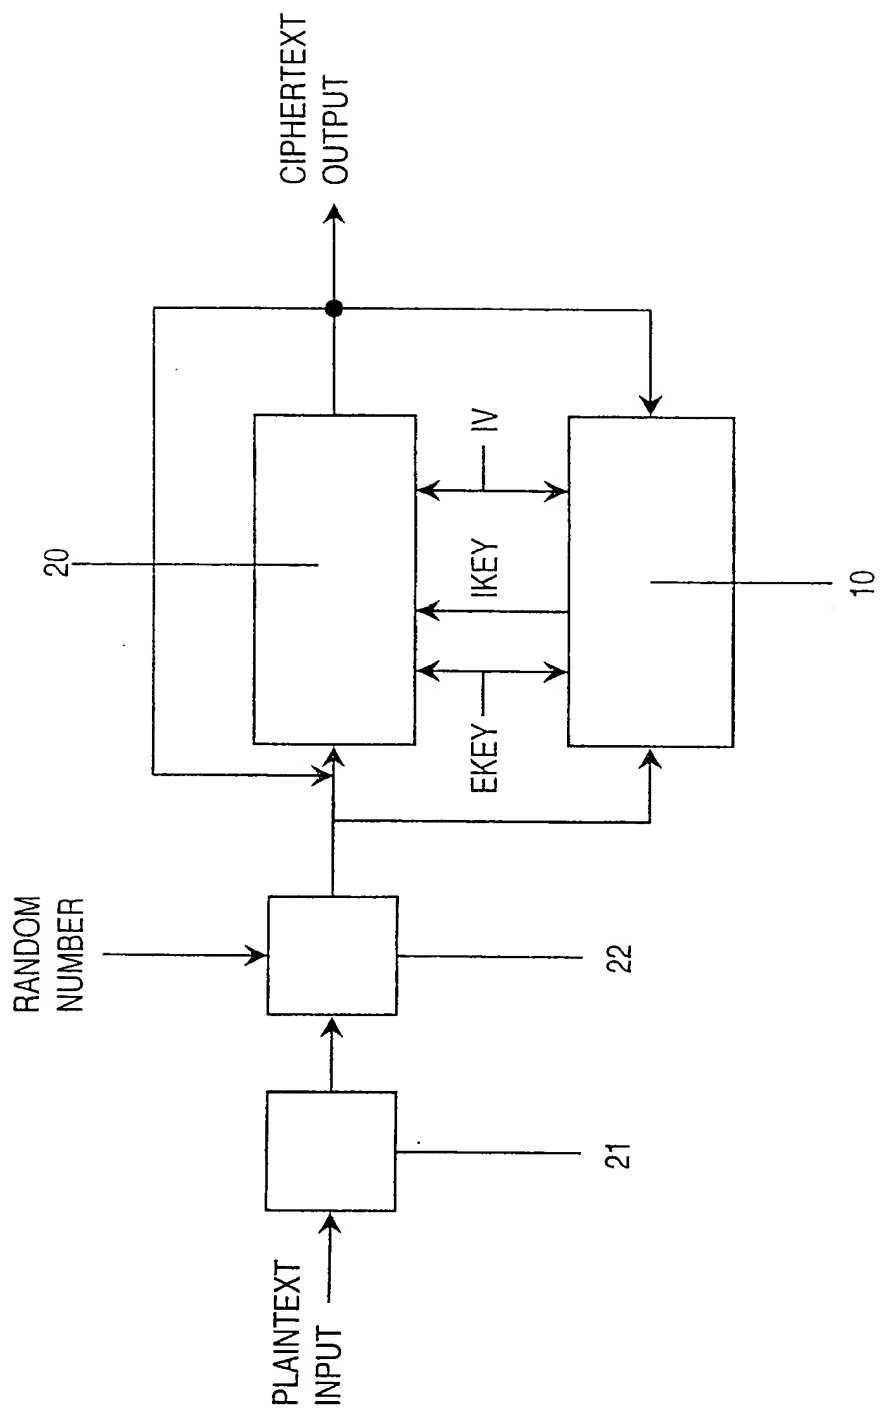 CIPHERTEXT
OUTPUT
20
IV
IKEY
EKEY
10
RANDOM
NUMBER
22
21
PLAINTEXT
INPUT